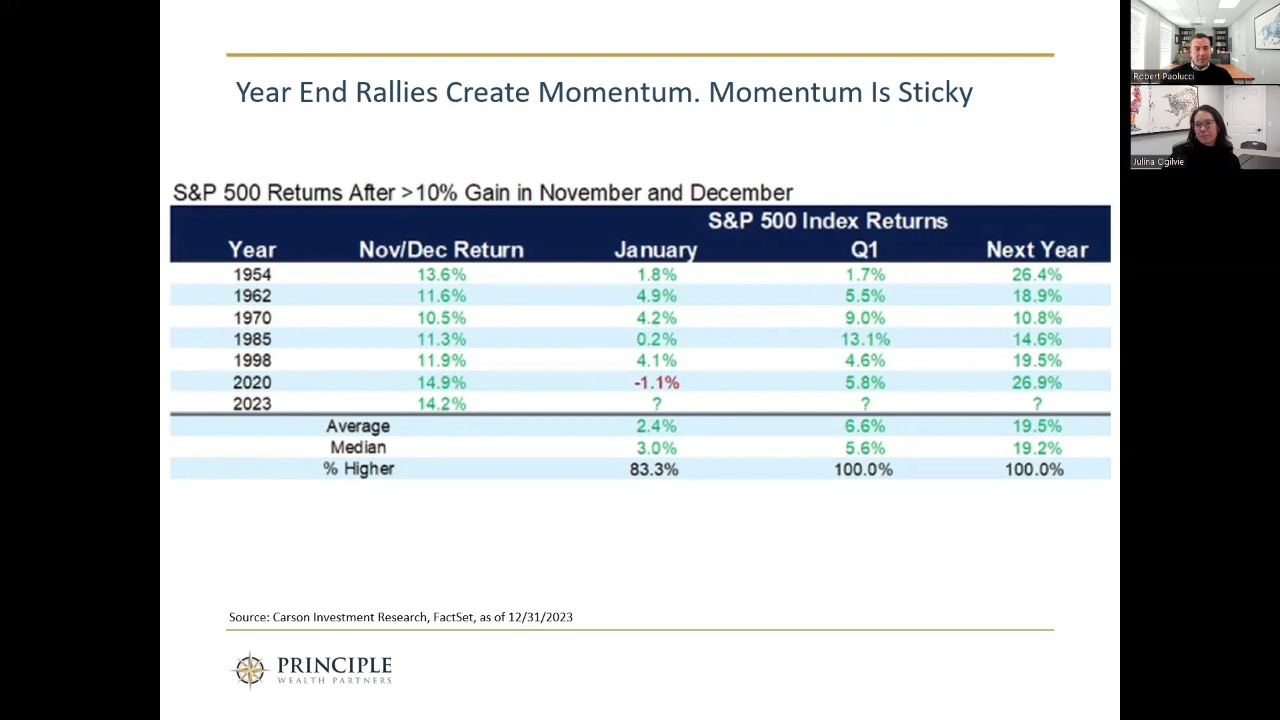 Year End Rallies Create Momentum. Momentum Is Sticky
S&P 500 Returns After >10% Gain in November and December
S&P 500 Index Returns
Year Nov/Dec Return January Q1 Next Year
1954 13.6% 1.8% 1.7% 26.4%
1962 11.6% 4.9% 5.5% 18.9%
1970 10.5% 4.2% 9.0% 10.8%
1985 11.3% 0.2% 13.1% 14.6%
1998 11.9% 4.1% 4.6% 19.5%
2020 14.9% -1.1% 5.8% 26.9%
2023 14.2% ? ? ?
Average 2.4% 6.6% 19.5%
Median 3.0% 5.6% 19.2%
% Higher 83.3% 100.0% 100.0%
Source: Carson Investment Research, FactSet, as of 12/31/2023
PRINCIPLE
WEALTH PARTNERS
Robert Paolucci
Julina Ogilvie